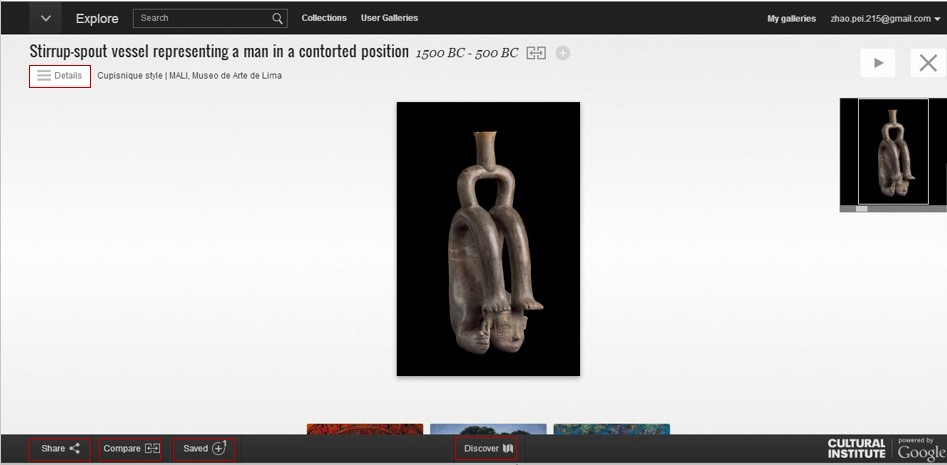 Explore Search Collections User Galleries My galleries zhao.pei.215@gmail.com
Stirrup-spout vessel representing a man in a contorted position 1500 BC - 500 BC
Details Cupisnique style | MALI, Museo de Arte de Lima
Share Compare Saved 1 Discover
CULTURAL INSTITUTE
powered by
Google